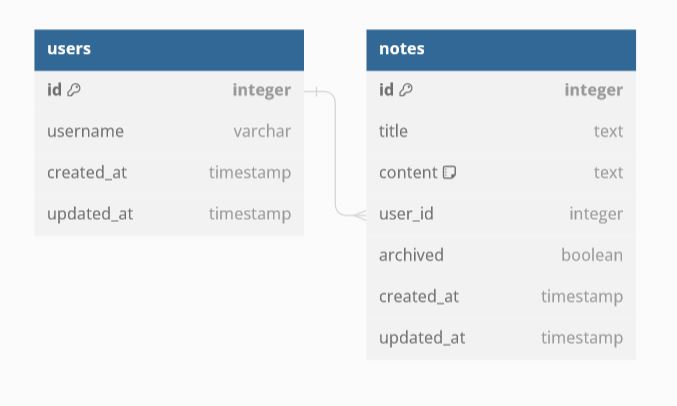 users
id integer
username varchar
created_at timestamp
updated_at timestamp
notes
id integer
title text
content text
user_id integer
archived boolean
created_at timestamp
updated_at timestamp